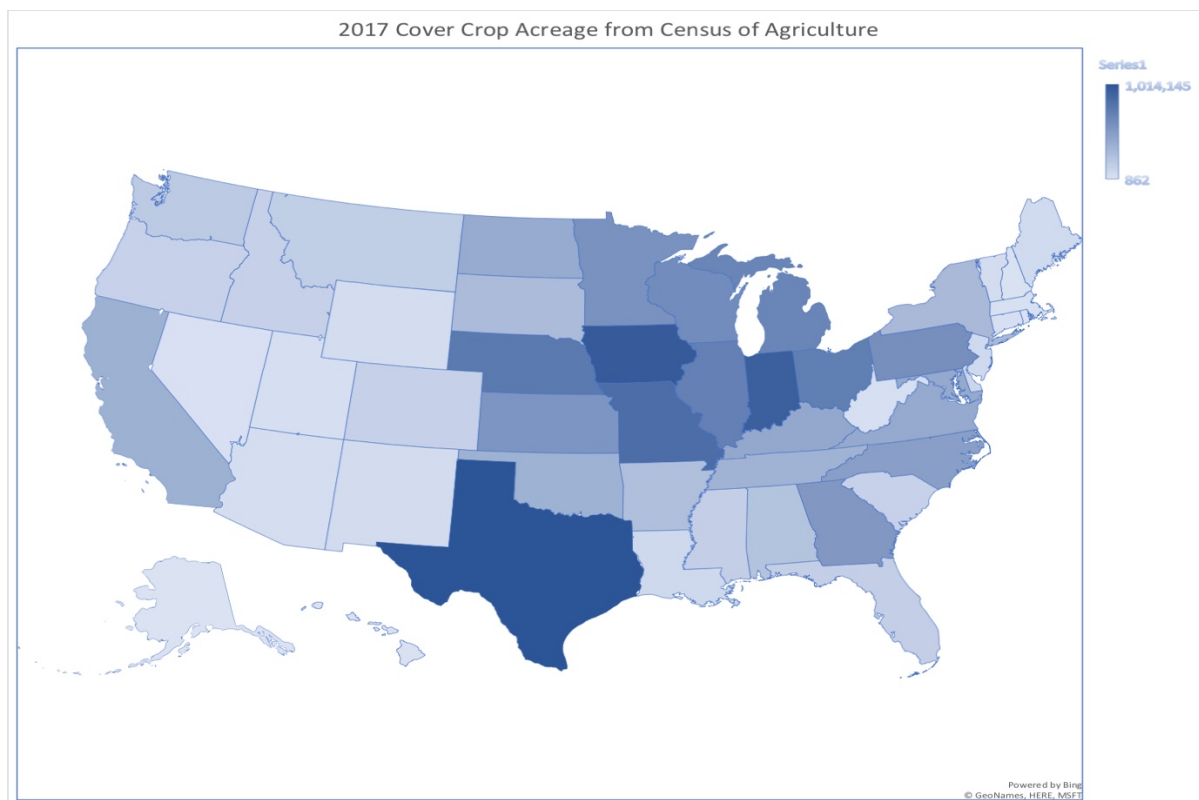 2017 Cover Crop Acreage from Census of Agriculture
Series1
1,014,145
862
Powered by Bing
© GeoNames, HERE, MSFT